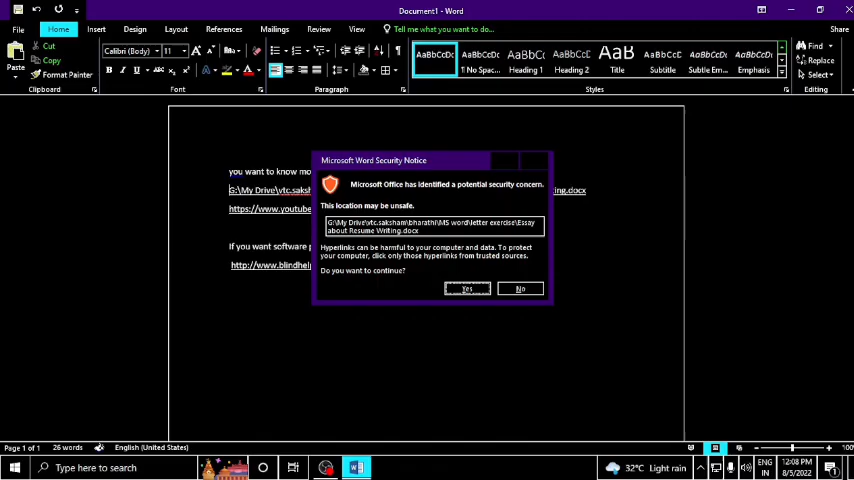 Document1 - Word
File Home Insert Design Layout References Mailings Review View Tell me what you want to do... Share
Cut
Copy
Format Painter
Paste
Calibri (Body) 11
Find
Replace
Select
AaBbCcDc AaBbCcDc AaBbC AaBbCcC AaB AaBbCcD AaBbCcDc AaBbCcDc
¶ No Spac... Heading 1 Heading 2 Title Subtitle Subtle Em... Emphasis
Clipboard Font Paragraph Styles Editing
you want to know mo
G:\My Drive\vtc.saksh
ing.docx
https://www.youtube
If you want software p
http://www.blindhelp
Microsoft Word Security Notice
Microsoft Office has identified a potential security concern.
This location may be unsafe.
G:\My Drive\vtc.saksham\bharathi\MS word\letter exercise\Essay
about Resume Writing.docx
Hyperlinks can be harmful to your computer and data. To protect
your computer, click only those hyperlinks from trusted sources.
Do you want to continue?
Yes No
Page 1 of 1 26 words English (United States)
Type here to search
32°C Light rain
ENG
IN
12:08 PM
8/5/2022
1